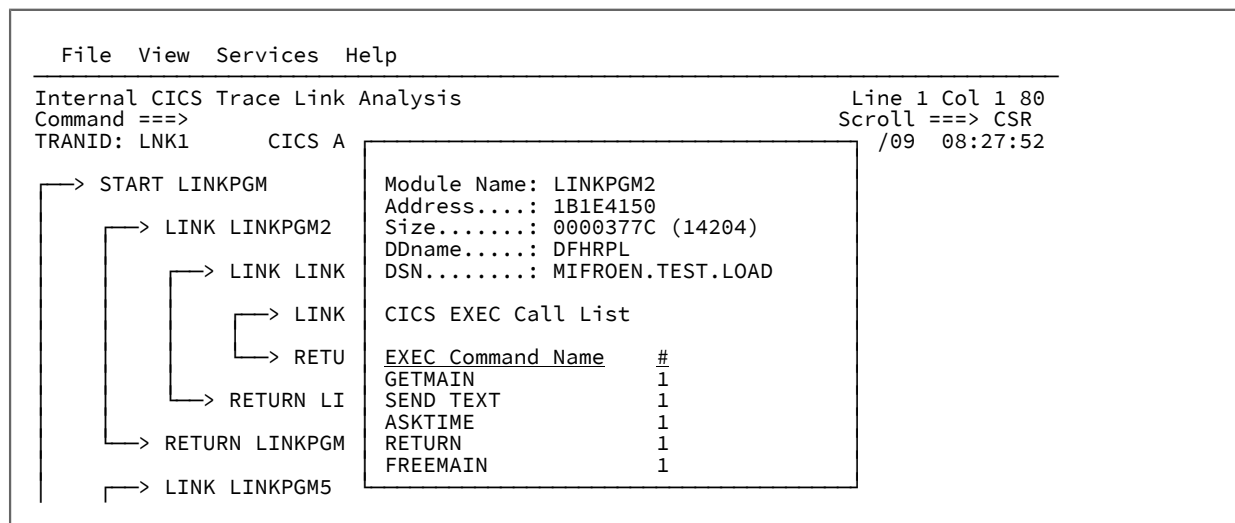 File  View  Services  Help
Internal CICS Trace Link Analysis                              Line 1 Col 1 80
Command ===>                                                  Scroll ===> CSR
TRANID: LNK1      CICS A                                         /09  08:27:52
──> START LINKPGM         Module Name: LINKPGM2
Address....: 1B1E4150
──> LINK LINKPGM2    Size.......: 0000377C (14204)
DDname.....: DFHRPL
──> LINK LINK   DSN........: MIFROEN.TEST.LOAD
──> LINK   CICS EXEC Call List
──> RETU   EXEC Command Name    #
GETMAIN              1
──> RETURN LI   SEND TEXT            1
ASKTIME              1
──> RETURN LINKPGM   RETURN               1
FREEMAIN             1
──> LINK LINKPGM5